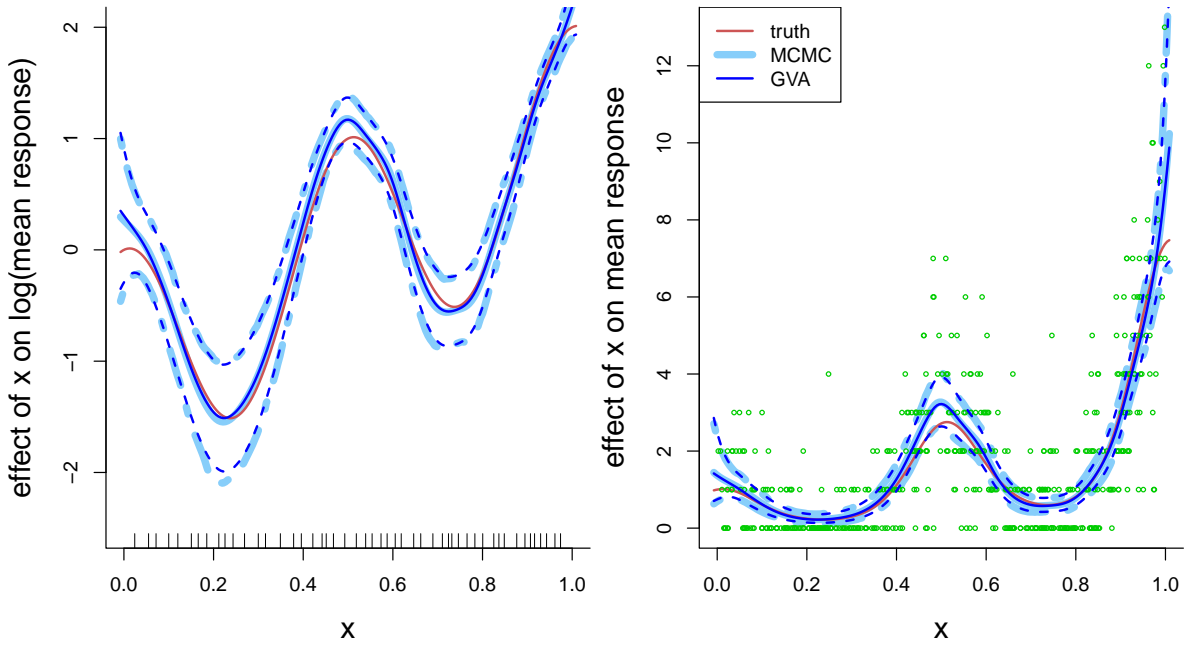 effect of x on log(mean response)
2
1
0
−1
−2
0.0 0.2 0.4 0.6 0.8 1.0
x
effect of x on mean response
12
10
8
6
4
2
0
truth
MCMC
GVA
0.0 0.2 0.4 0.6 0.8 1.0
x